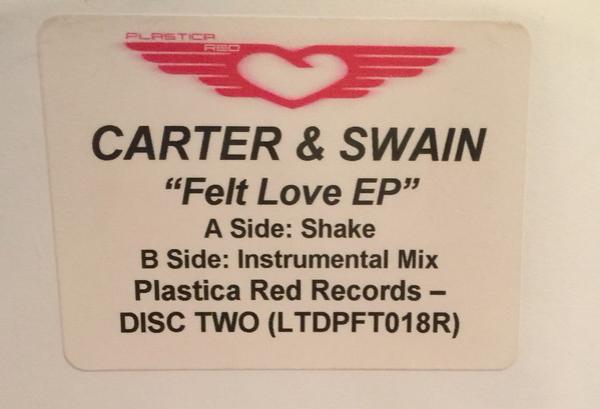 PLASTICA
RED
CARTER & SWAIN
“Felt Love EP”
A Side: Shake
B Side: Instrumental Mix
Plastica Red Records –
DISC TWO (LTDPFT018R)